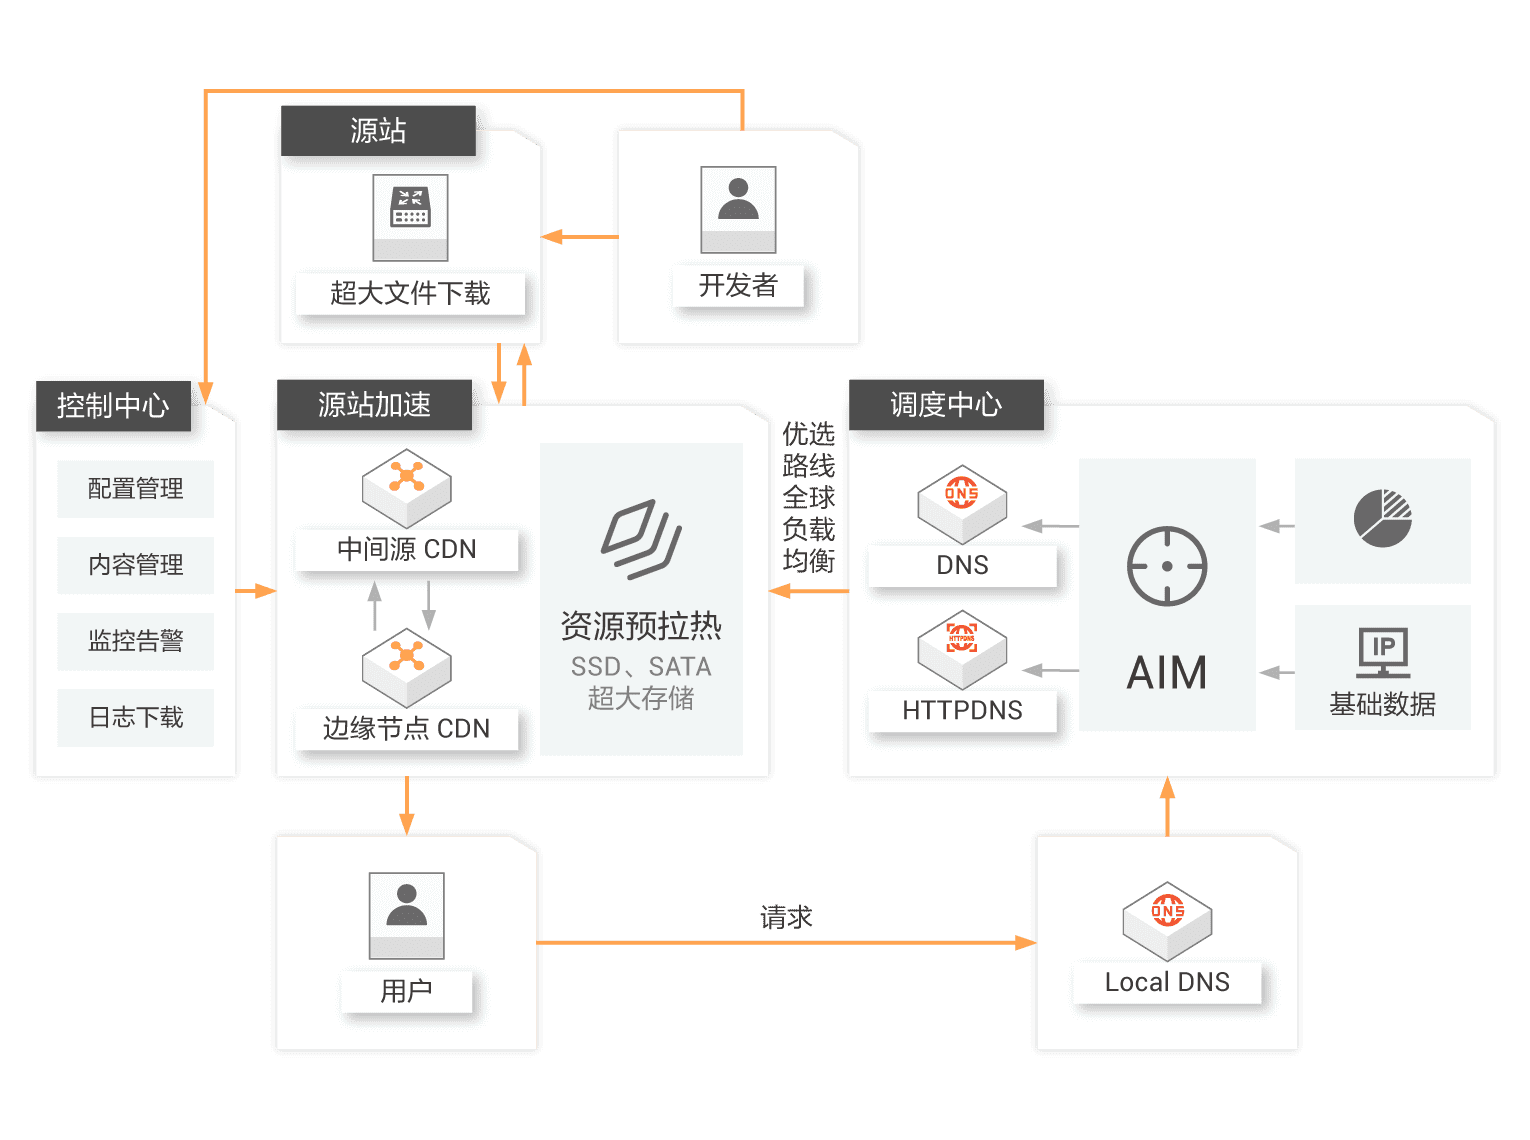 源站
超大文件下载
开发者
控制中心
配置管理
内容管理
监控告警
日志下载
源站加速
中间源 CDN
边缘节点 CDN
资源预拉热
SSD、SATA
超大存储
优选
路线
全球
负载
均衡
调度中心
DNS
DNS
HTTPDNS
HTTPDNS
AIM
IP
基础数据
用户
请求
DNS
Local DNS